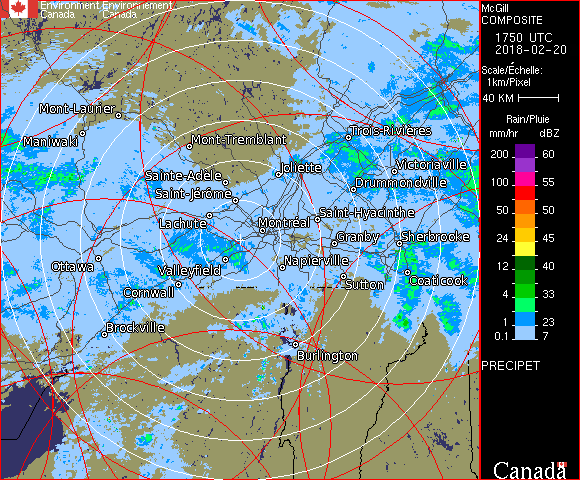 Environment Environnement
Canada Canada
McGill
COMPOSITE
1750 UTC
2018-02-20
Scale/Échelle:
1km/Pixel
40 KM
Rain/Pluie
mm/hr dBZ
200 60
100 55
50 50
24 45
12 40
4 33
1 23
0.1 7
PRECIPET
Canada
Mont-Laurier
Maniwaki
Mont-Tremblant
Trois-Rivières
Joliette
Victoriaville
Sainte-Adèle
Drummondville
Saint-Jérôme
Saint-Hyacinthe
Lachute
Montréal
Granby
Sherbrooke
Ottawa
Valleyfield
Napierville
Cornwall
Sutton
Coaticook
Brockville
Burlington